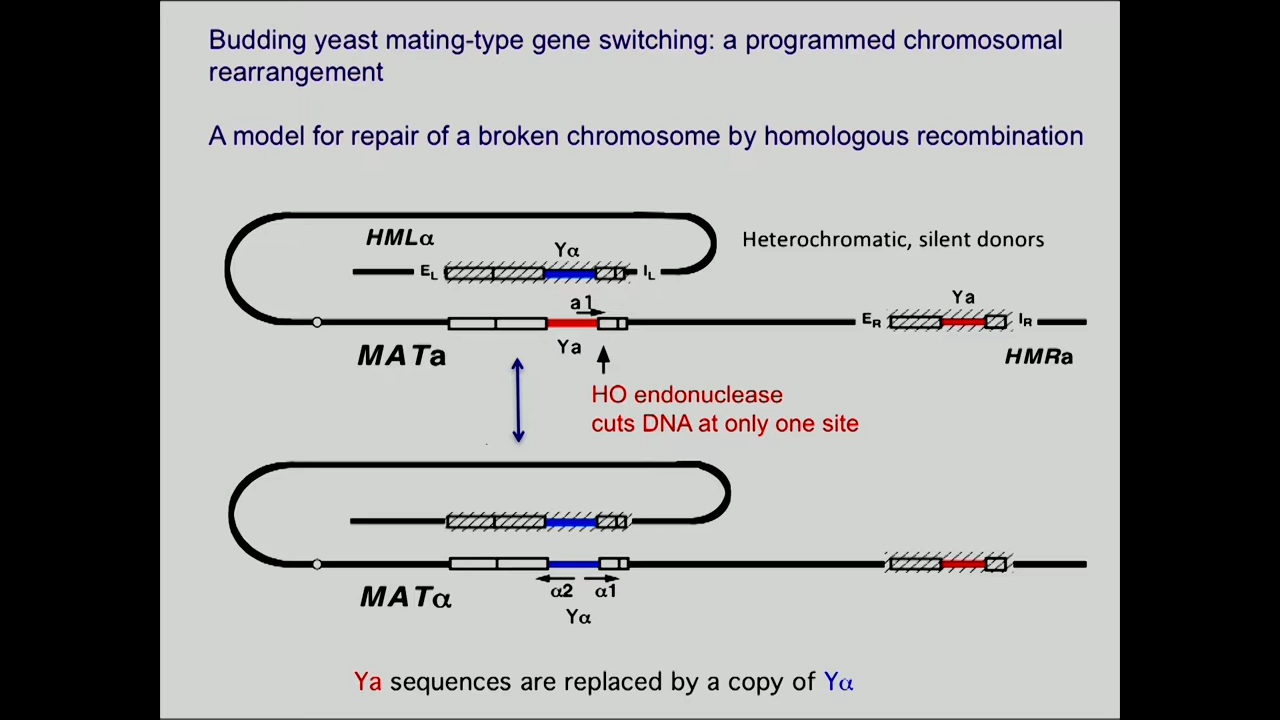 Budding yeast mating-type gene switching: a programmed chromosomal
rearrangement
A model for repair of a broken chromosome by homologous recombination
HMLα
Yα
Heterochromatic, silent donors
EL
IL
a1
Ya
ER
IR
MATa
Ya
HMRa
HO endonuclease
cuts DNA at only one site
α2 α1
MATα
Yα
Ya sequences are replaced by a copy of Yα